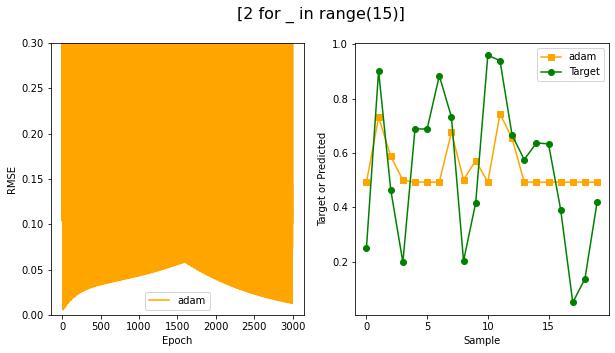 [2 for _ in range(15)]
RMSE
0.30
0.25
0.20
0.15
0.10
0.05
0.00
adam
0 500 1000 1500 2000 2500 3000
Epoch
Target or Predicted
1.0
0.8
0.6
0.4
0.2
adam
Target
0 5 10 15
Sample